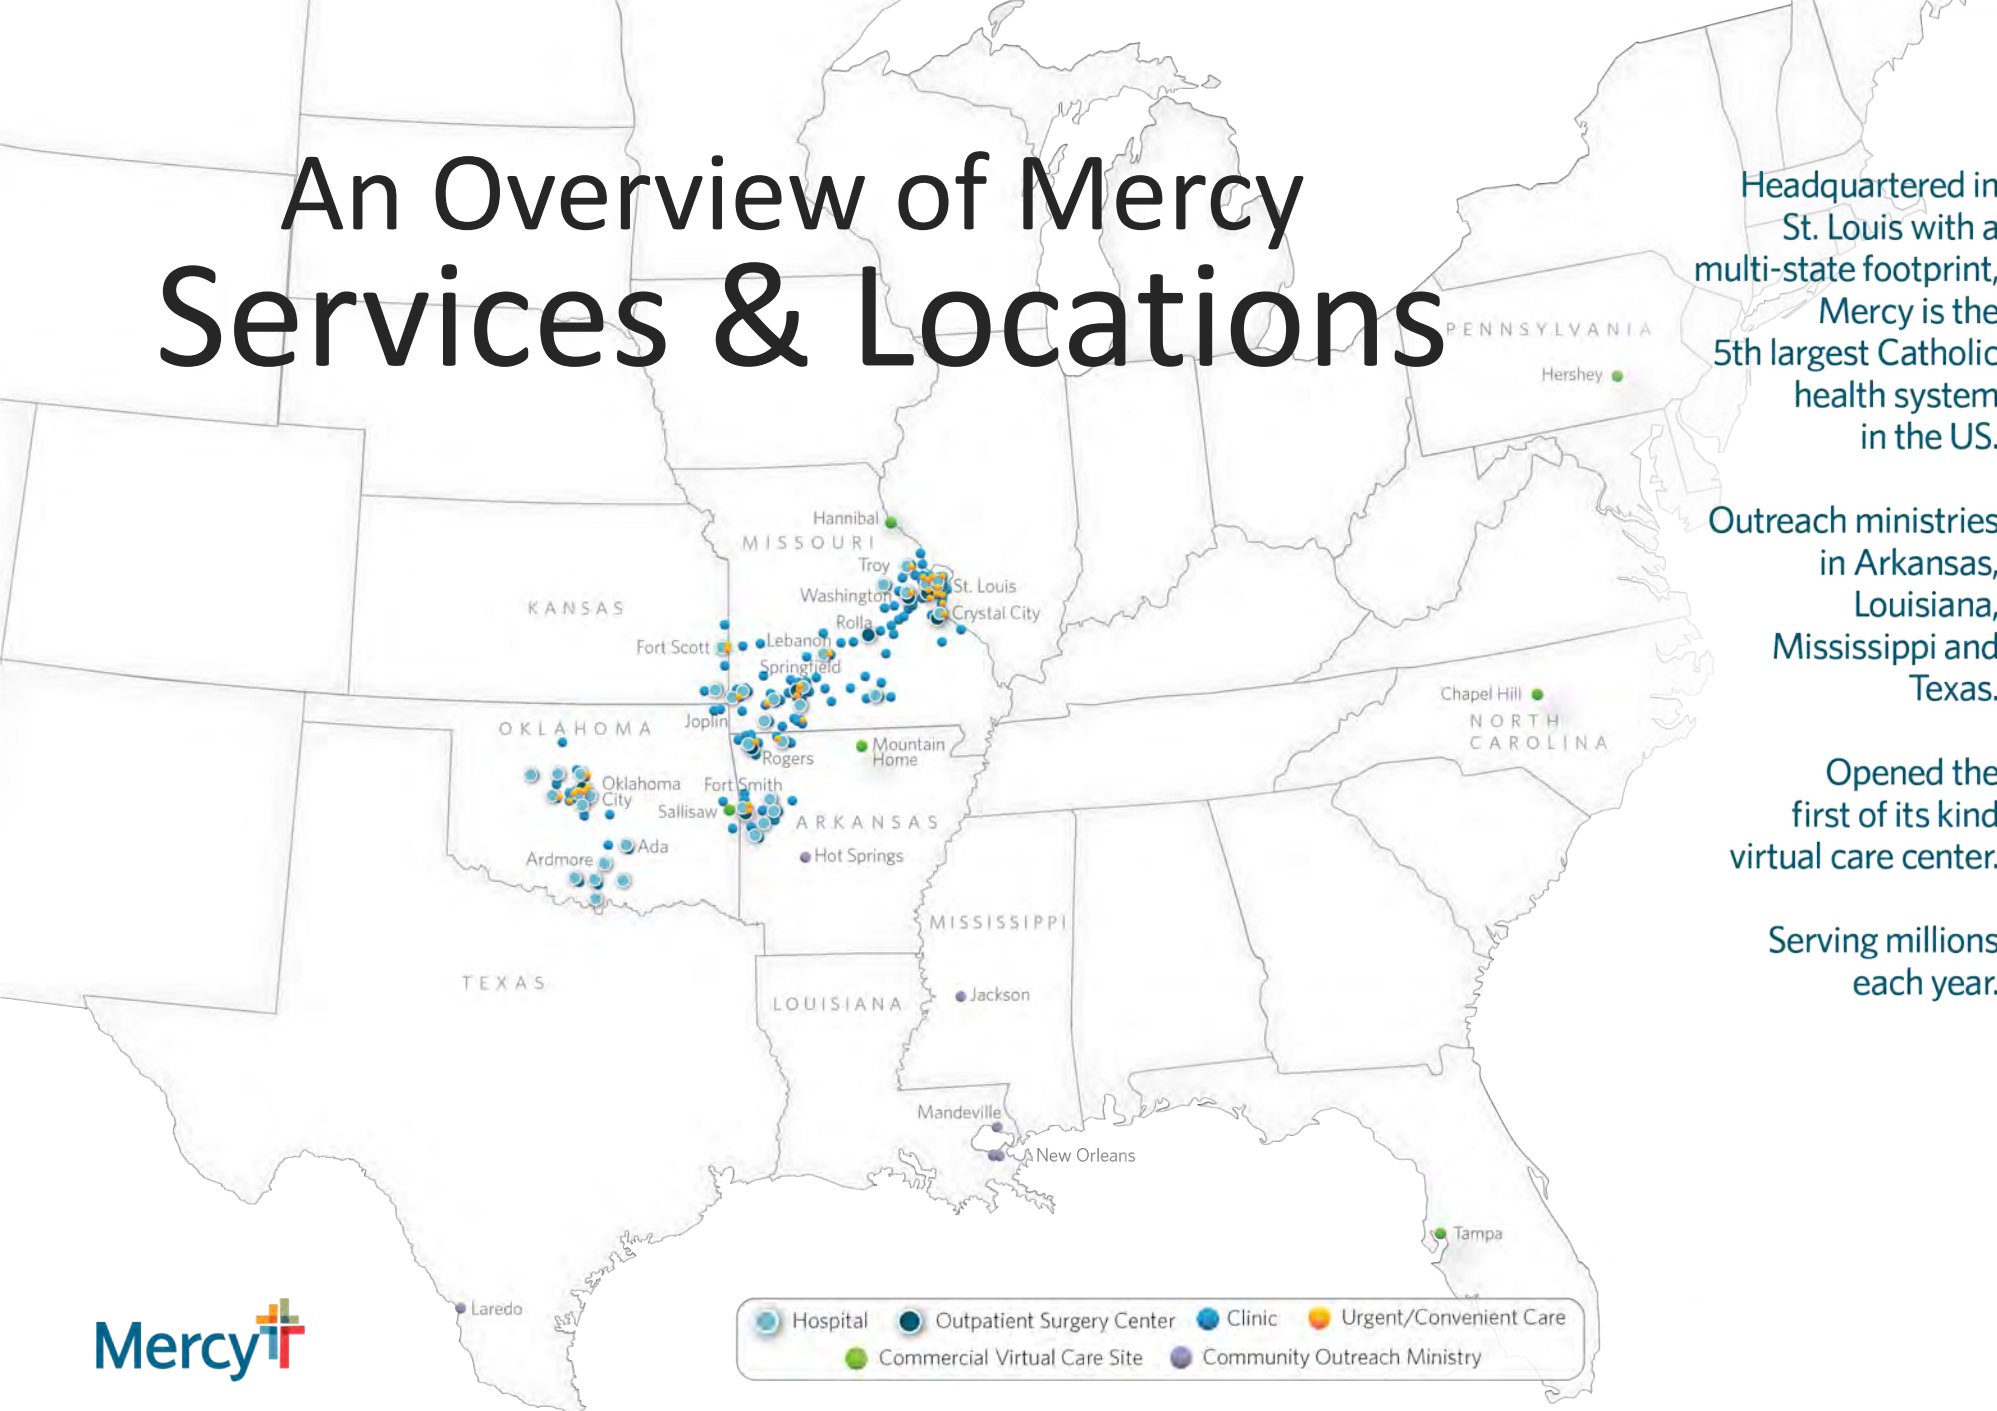 An Overview of Mercy
Services & Locations
Headquartered in
St. Louis with a
multi-state footprint,
Mercy is the
5th largest Catholic
health system
in the US.
Outreach ministries
in Arkansas,
Louisiana,
Mississippi and
Texas.
Opened the
first of its kind
virtual care center.
Serving millions
each year.
PENNSYLVANIA
Hershey
Hannibal
MISSOURI
Troy
St. Louis
Washington
Crystal City
KANSAS
Rolla
Fort Scott
Lebanon
Springfield
Chapel Hill
NORTH
CAROLINA
Joplin
OKLAHOMA
Mountain
Home
Rogers
Oklahoma
City
Fort Smith
Sallisaw
ARKANSAS
Ada
Ardmore
Hot Springs
MISSISSIPPI
TEXAS
LOUISIANA
Jackson
Mandeville
New Orleans
Tampa
Laredo
Mercy
Hospital
Outpatient Surgery Center
Clinic
Urgent/Convenient Care
Commercial Virtual Care Site
Community Outreach Ministry